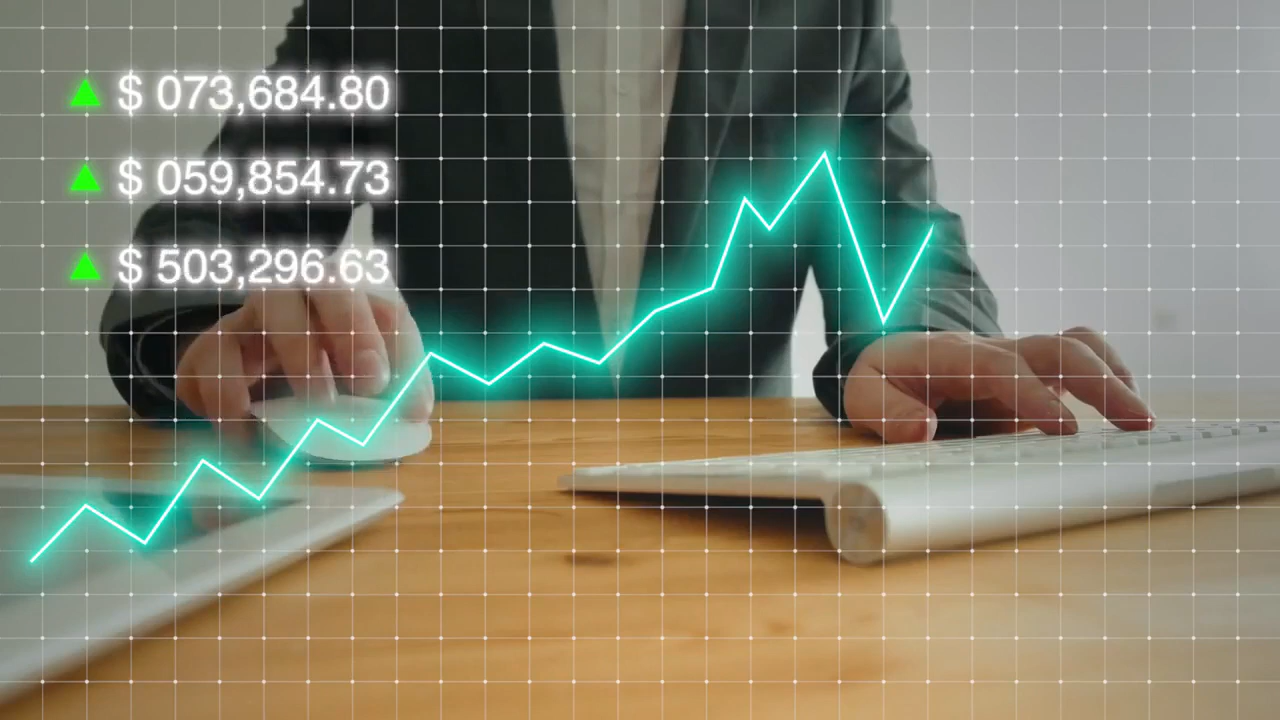 ▲ $ 073,684.80
▲ $ 059,854.73
▲ $ 503,296.63